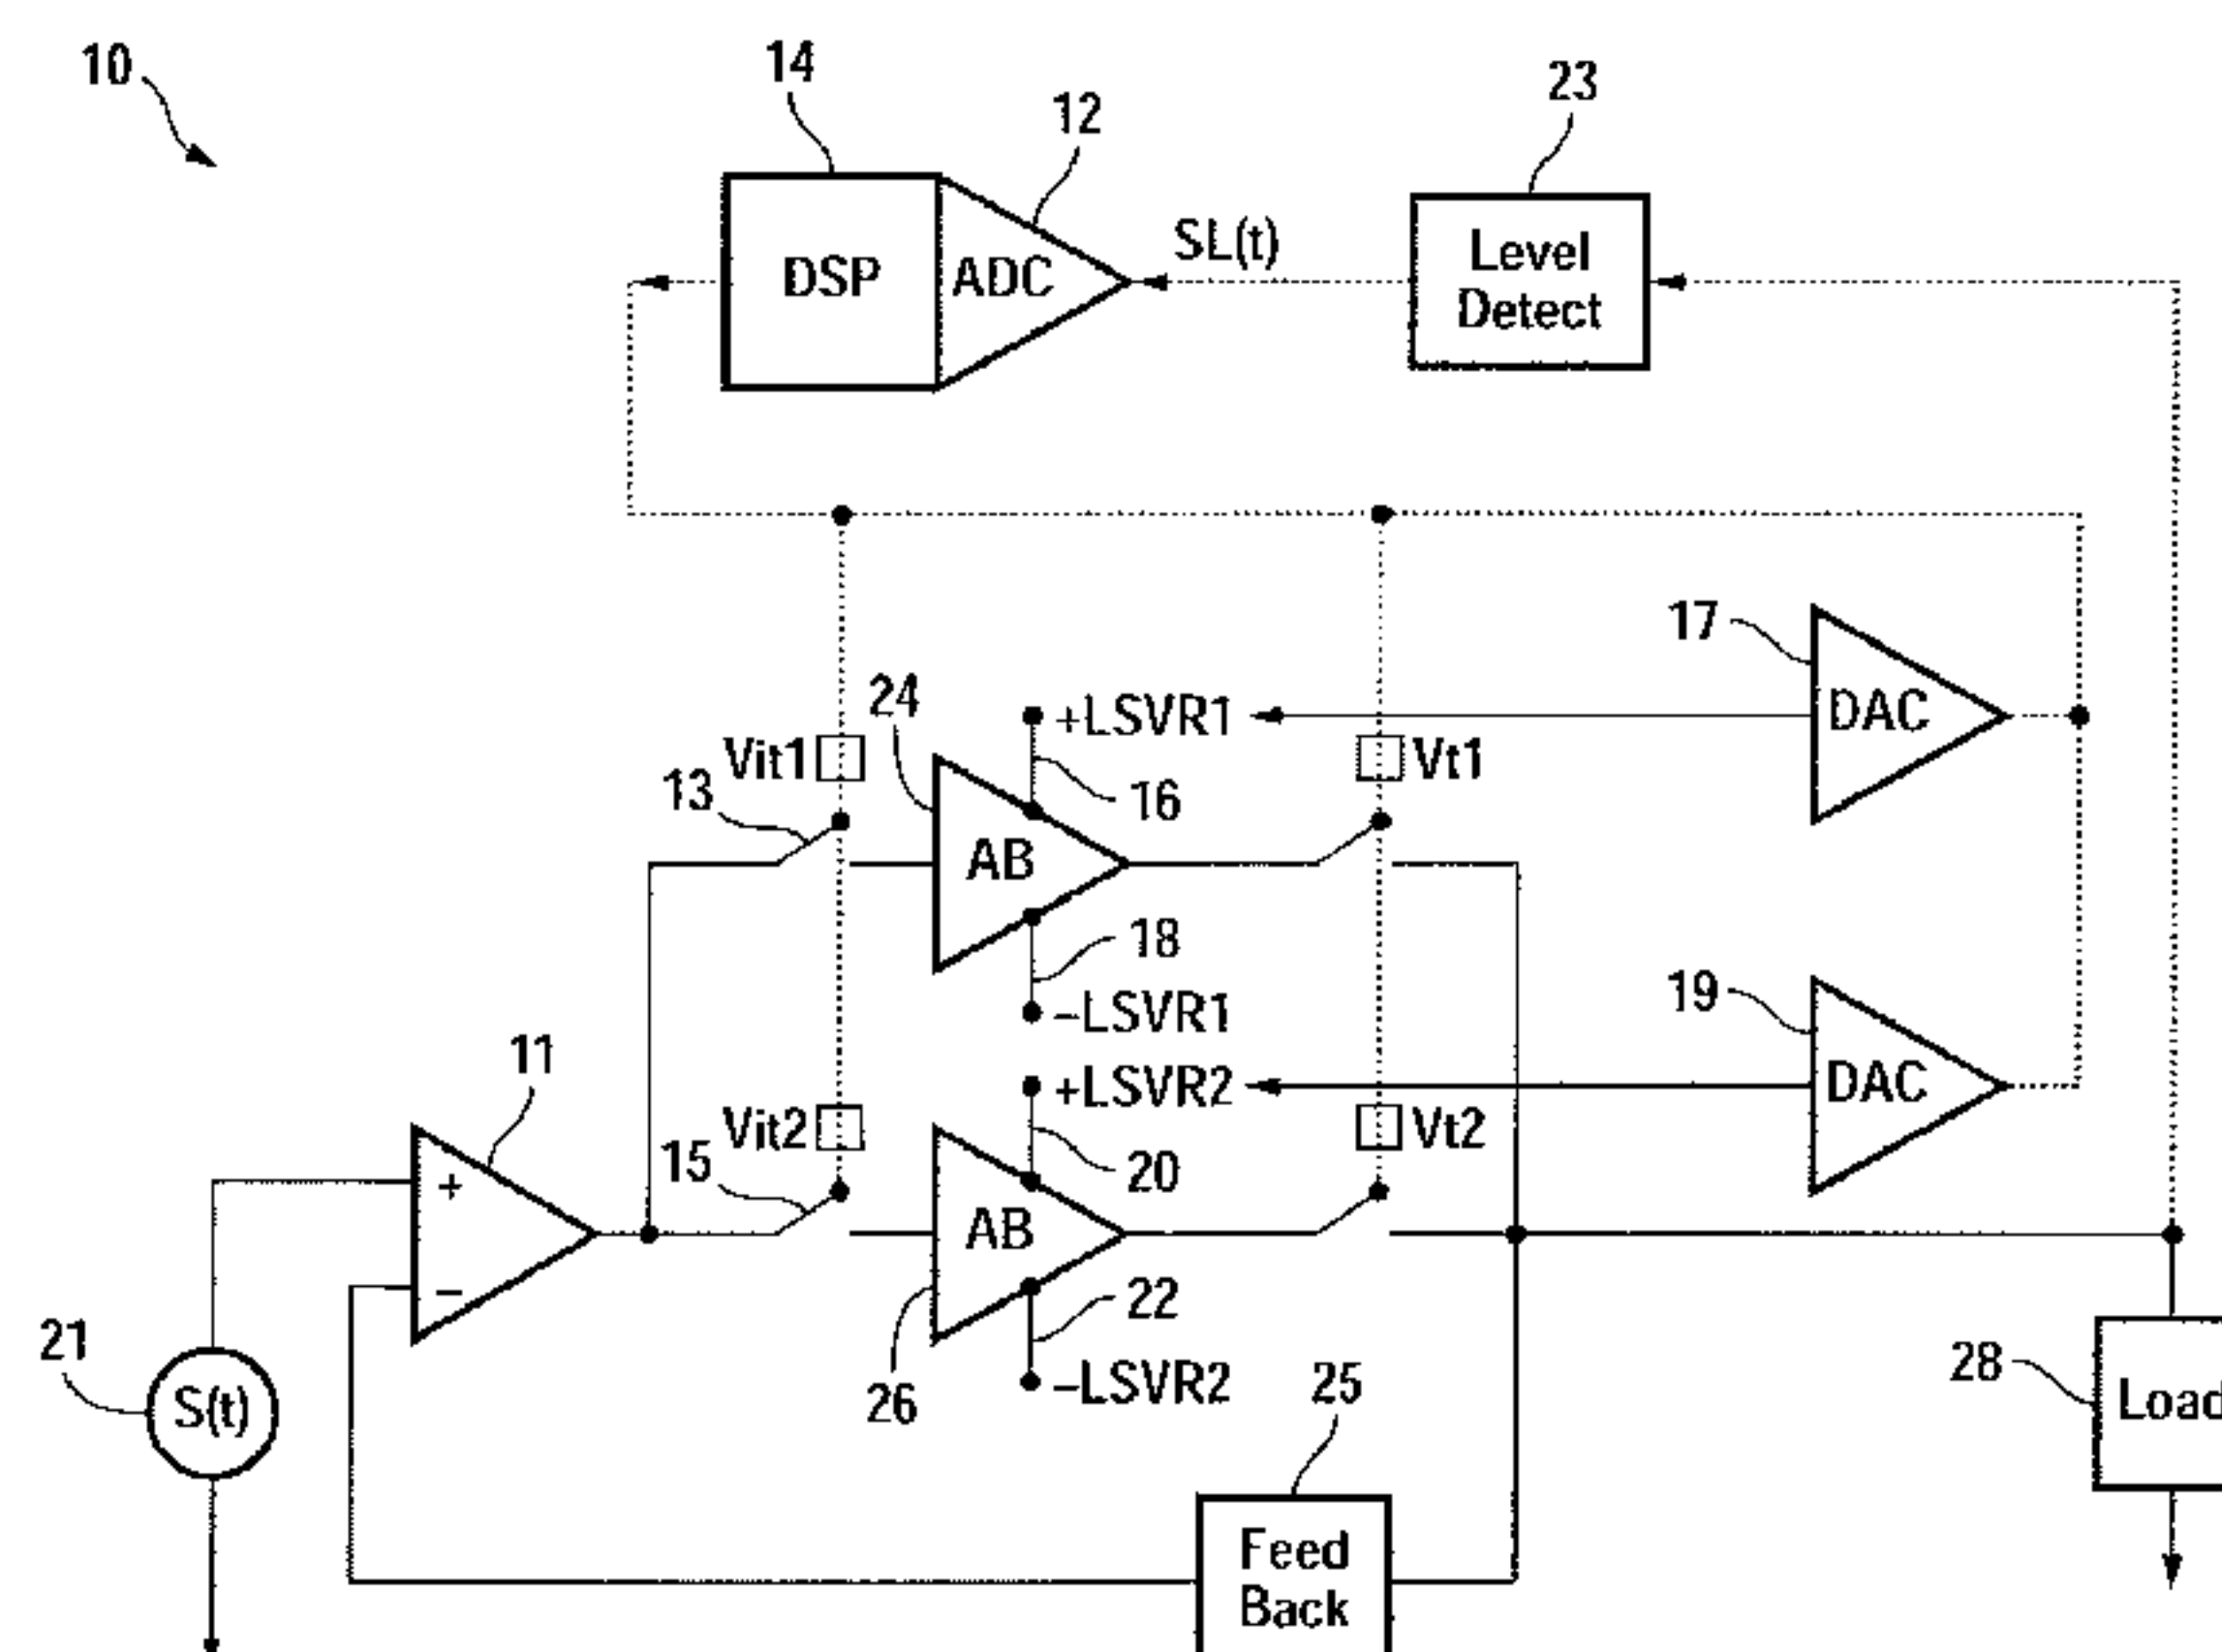 10
14
12
23
DSP
ADC
SL(t)
Level
Detect
17
DAC
24
+LSVR1
Vit1
Vt1
13
16
AB
18
–LSVR1
19
DAC
11
+LSVR2
Vit2
Vt2
15
20
+
AB
–
22
21
26
–LSVR2
25
28
S(t)
Load
Feed
Back